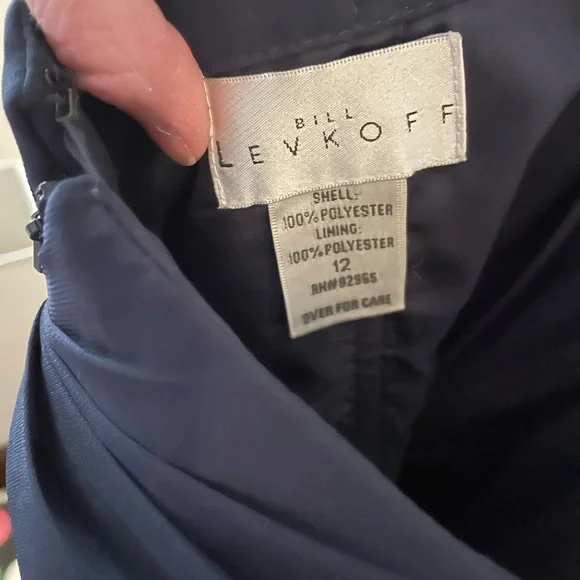 BILL
LEVKOFF
SHELL:
100% POLYESTER
LINING:
100% POLYESTER
12
RN#82965
OVER FOR CARE